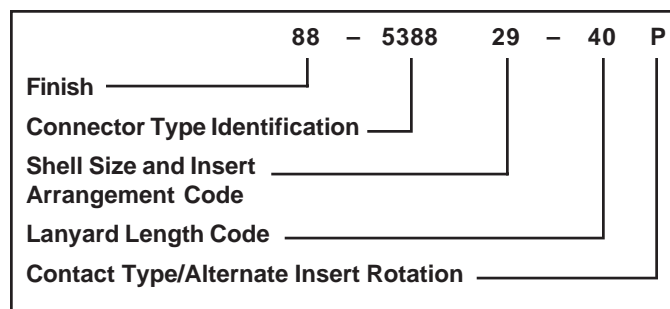 88 – 5388 29 – 40 P
Finish
Connector Type Identification
Shell Size and Insert
Arrangement Code
Lanyard Length Code
Contact Type/Alternate Insert Rotation